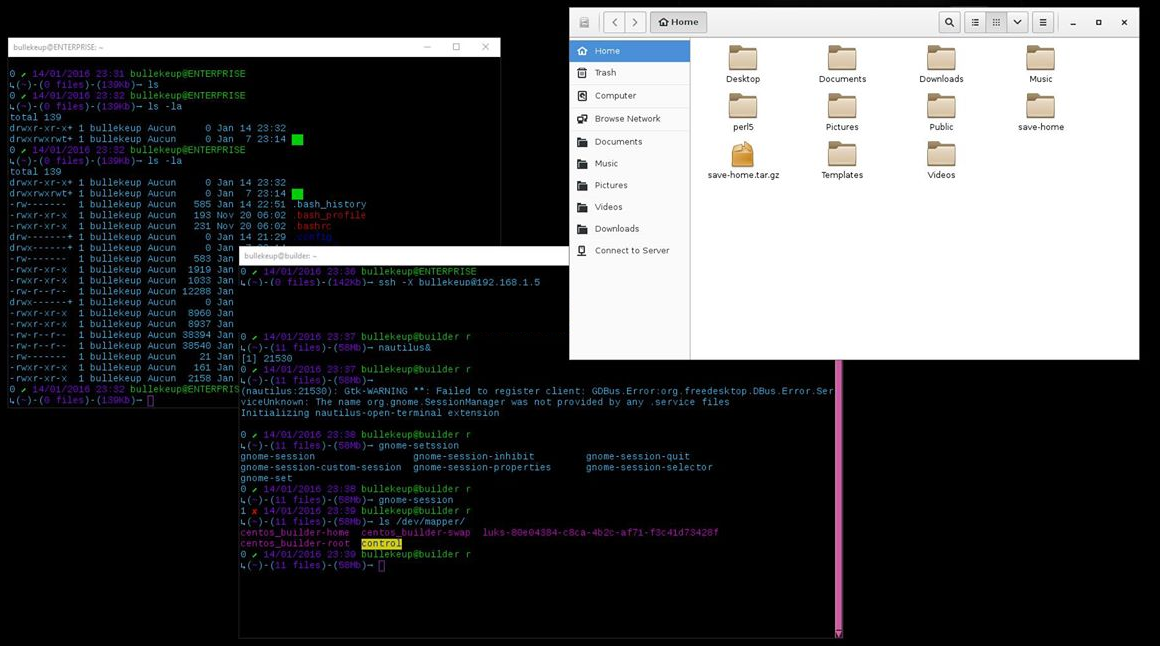 bullekeup@ENTERPRISE: ~
0 ✔ 14/01/2016 23:31 bullekeup@ENTERPRISE
↳(~)-(0 files)-(139Kb)→ ls
0 ✔ 14/01/2016 23:32 bullekeup@ENTERPRISE
↳(~)-(0 files)-(139Kb)→ ls -la
total 139
drwxr-xr-x+ 1 bullekeup Aucun 0 Jan 14 23:32
drwxrwxrwt+ 1 bullekeup Aucun 0 Jan 7 23:14
0 ✔ 14/01/2016 23:32 bullekeup@ENTERPRISE
↳(~)-(0 files)-(139Kb)→ ls -la
total 139
drwxr-xr-x+ 1 bullekeup Aucun 0 Jan 14 23:32
drwxrwxrwt+ 1 bullekeup Aucun 0 Jan 7 23:14
-rw------- 1 bullekeup Aucun 585 Jan 14 22:51 .bash_history
-rwxr-xr-x 1 bullekeup Aucun 193 Nov 20 06:02 .bash_profile
-rwxr-xr-x 1 bullekeup Aucun 231 Nov 20 06:02 .bashrc
drw-------+ 1 bullekeup Aucun 0 Jan 14 21:29 .config
drwx------+ 1 bullekeup Aucun 0
-rw------- 1 bullekeup Aucun 583 Jan
-rwxr-xr-x 1 bullekeup Aucun 1919 Jan
-rwxr-xr-x 1 bullekeup Aucun 1033 Jan
-rw-r--r-- 1 bullekeup Aucun 12288 Jan
drwx------+ 1 bullekeup Aucun 0 Jan
-rwxr-xr-x 1 bullekeup Aucun 8960 Jan
-rwxr-xr-x 1 bullekeup Aucun 8937 Jan
-rw-r--r-- 1 bullekeup Aucun 38394 Jan
-rw-r--r-- 1 bullekeup Aucun 38540 Jan
-rw------- 1 bullekeup Aucun 21 Jan
-rwxr-xr-x 1 bullekeup Aucun 161 Jan
-rwxr-xr-x 1 bullekeup Aucun 2158 Jan
0 ✔ 14/01/2016 23:32 bullekeup@ENTERPRIS
↳(~)-(0 files)-(139Kb)→
bullekeup@builder: ~
0 ✔ 14/01/2016 23:36 bullekeup@ENTERPRISE
↳(~)-(0 files)-(142Kb)→ ssh -X bullekeup@192.168.1.5
0 ✔ 14/01/2016 23:37 bullekeup@builder r
↳(~)-(11 files)-(58Mb)→ nautilus&
[1] 21530
0 ✔ 14/01/2016 23:37 bullekeup@builder r
↳(~)-(11 files)-(58Mb)→
(nautilus:21530): Gtk-WARNING **: Failed to register client: GDBus.Error:org.freedesktop.DBus.Error.Ser
viceUnknown: The name org.gnome.SessionManager was not provided by any .service files
Initializing nautilus-open-terminal extension
0 ✔ 14/01/2016 23:38 bullekeup@builder r
↳(~)-(11 files)-(58Mb)→ gnome-setssion
gnome-session gnome-session-inhibit gnome-session-quit
gnome-session-custom-session gnome-session-properties gnome-session-selector
gnome-set
0 ✔ 14/01/2016 23:38 bullekeup@builder r
↳(~)-(11 files)-(58Mb)→ gnome-session
1 ✘ 14/01/2016 23:39 bullekeup@builder r
↳(~)-(11 files)-(58Mb)→ ls /dev/mapper/
centos_builder-home centos_builder-swap luks-80e04384-c8ca-4b2c-af7i-f3c41d73428f
centos_builder-root control
0 ✔ 14/01/2016 23:39 bullekeup@builder r
↳(~)-(11 files)-(58Mb)→
Home
Home
Trash
Computer
Browse Network
Documents
Music
Pictures
Videos
Downloads
Connect to Server
Desktop Documents Downloads Music
perl5 Pictures Public save-home
save-home.tar.gz Templates Videos